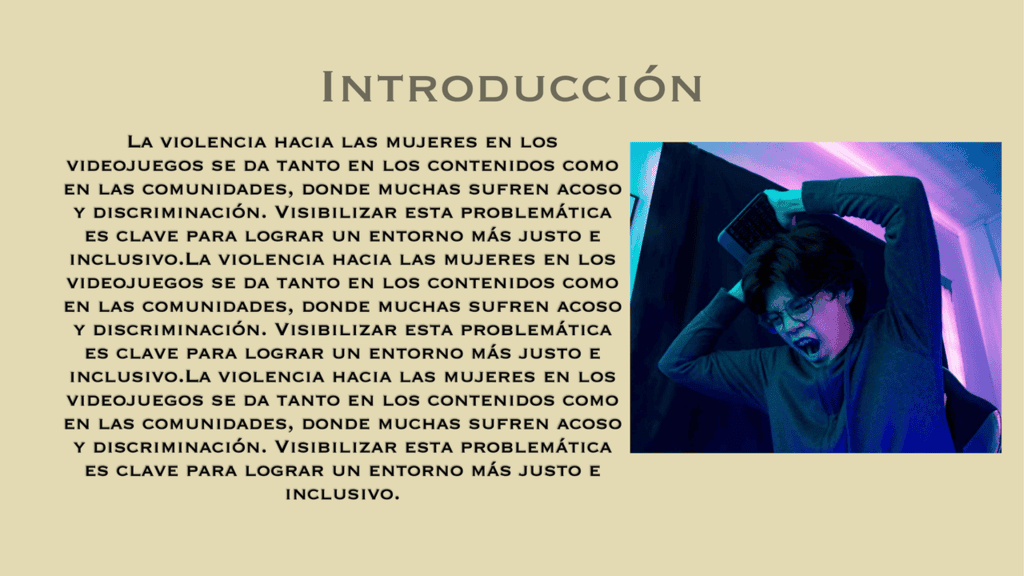 Introducción
La violencia hacia las mujeres en los
videojuegos se da tanto en los contenidos como
en las comunidades, donde muchas sufren acoso
y discriminación. Visibilizar esta problemática
es clave para lograr un entorno más justo e
inclusivo.La violencia hacia las mujeres en los
videojuegos se da tanto en los contenidos como
en las comunidades, donde muchas sufren acoso
y discriminación. Visibilizar esta problemática
es clave para lograr un entorno más justo e
inclusivo.La violencia hacia las mujeres en los
videojuegos se da tanto en los contenidos como
en las comunidades, donde muchas sufren acoso
y discriminación. Visibilizar esta problemática
es clave para lograr un entorno más justo e
inclusivo.